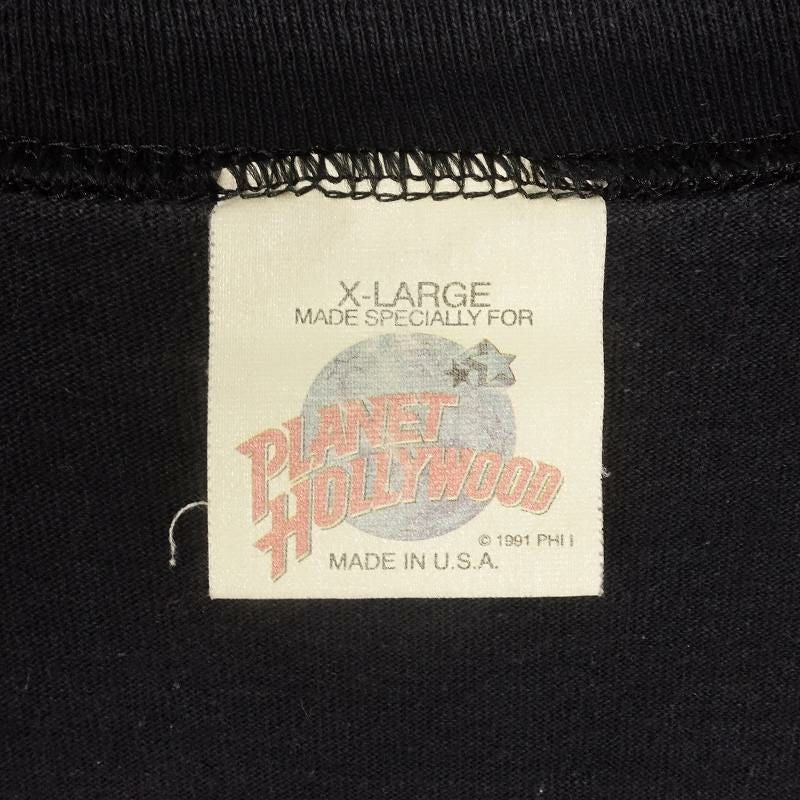 X-LARGE
MADE SPECIALLY FOR
PLANET
HOLLYWOOD
© 1991 PHI I
MADE IN U.S.A.